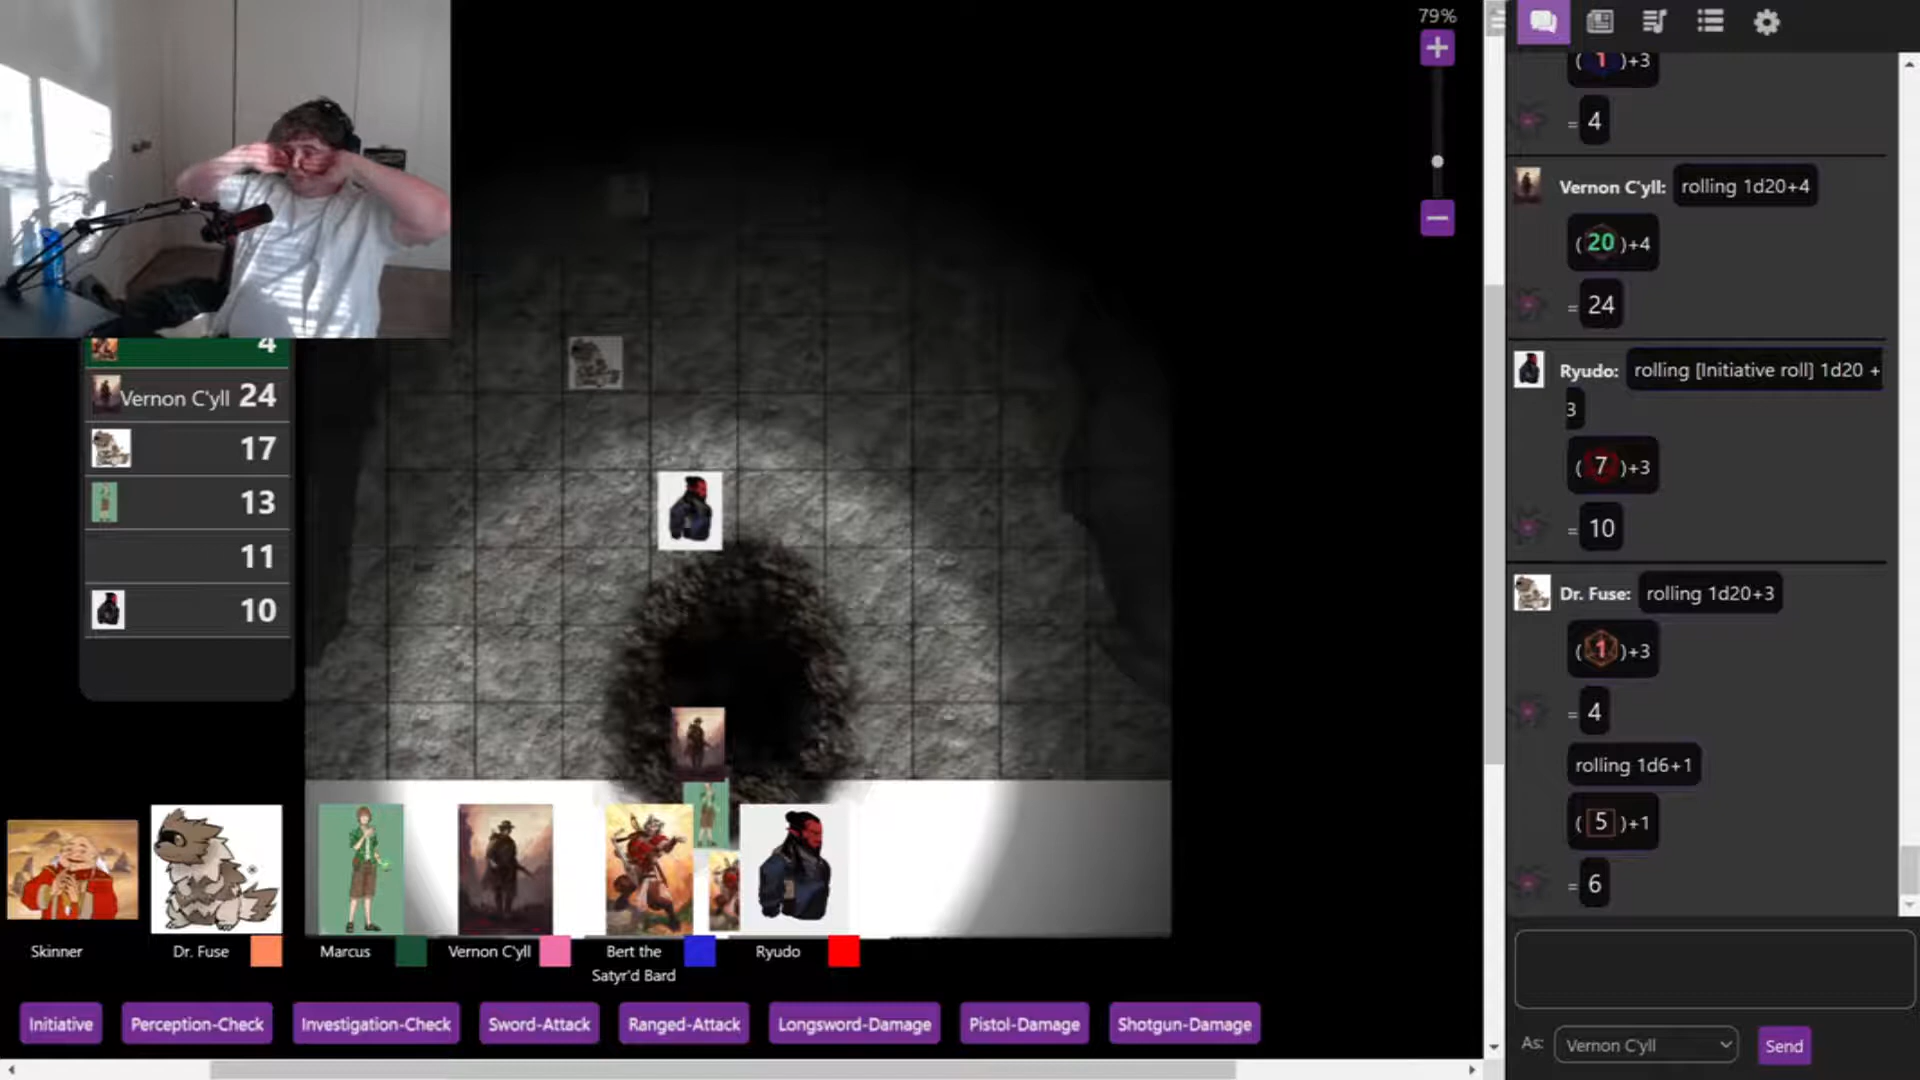 79%
4
Vernon C'yll 24
17
13
11
10
Skinner
Dr. Fuse
Marcus
Vernon C'yll
Bert the
Satyr'd Bard
Ryudo
Initiative
Perception-Check
Investigation-Check
Sword-Attack
Ranged-Attack
Longsword-Damage
Pistol-Damage
Shotgun-Damage
(1)+3
= 4
Vernon C'yll: rolling 1d20+4
(20)+4
= 24
Ryudo: rolling [Initiative roll] 1d20 +
3
(7)+3
= 10
Dr. Fuse: rolling 1d20+3
(1)+3
= 4
rolling 1d6+1
(5)+1
= 6
As: Vernon C'yll
Send